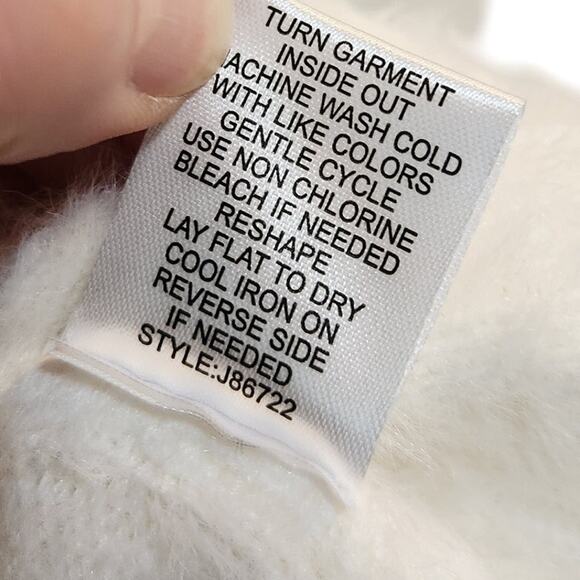 TURN GARMENT
INSIDE OUT
MACHINE WASH COLD
WITH LIKE COLORS
GENTLE CYCLE
USE NON CHLORINE
BLEACH IF NEEDED
RESHAPE
LAY FLAT TO DRY
COOL IRON ON
REVERSE SIDE
IF NEEDED
STYLE:J86722